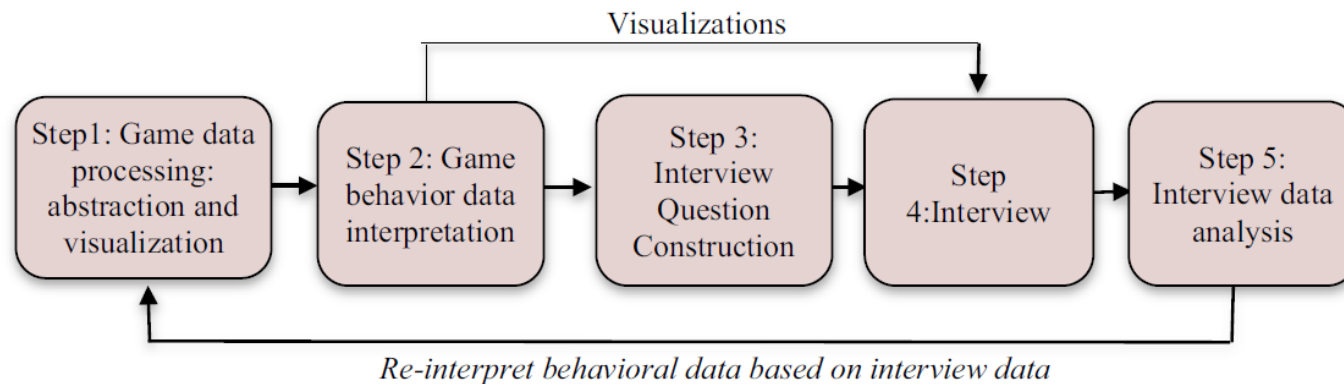 Visualizations
Step1: Game data
processing:
abstraction and
visualization
Step 2: Game
behavior data
interpretation
Step 3:
Interview
Question
Construction
Step
4:Interview
Step 5:
Interview data
analysis
Re-interpret behavioral data based on interview data